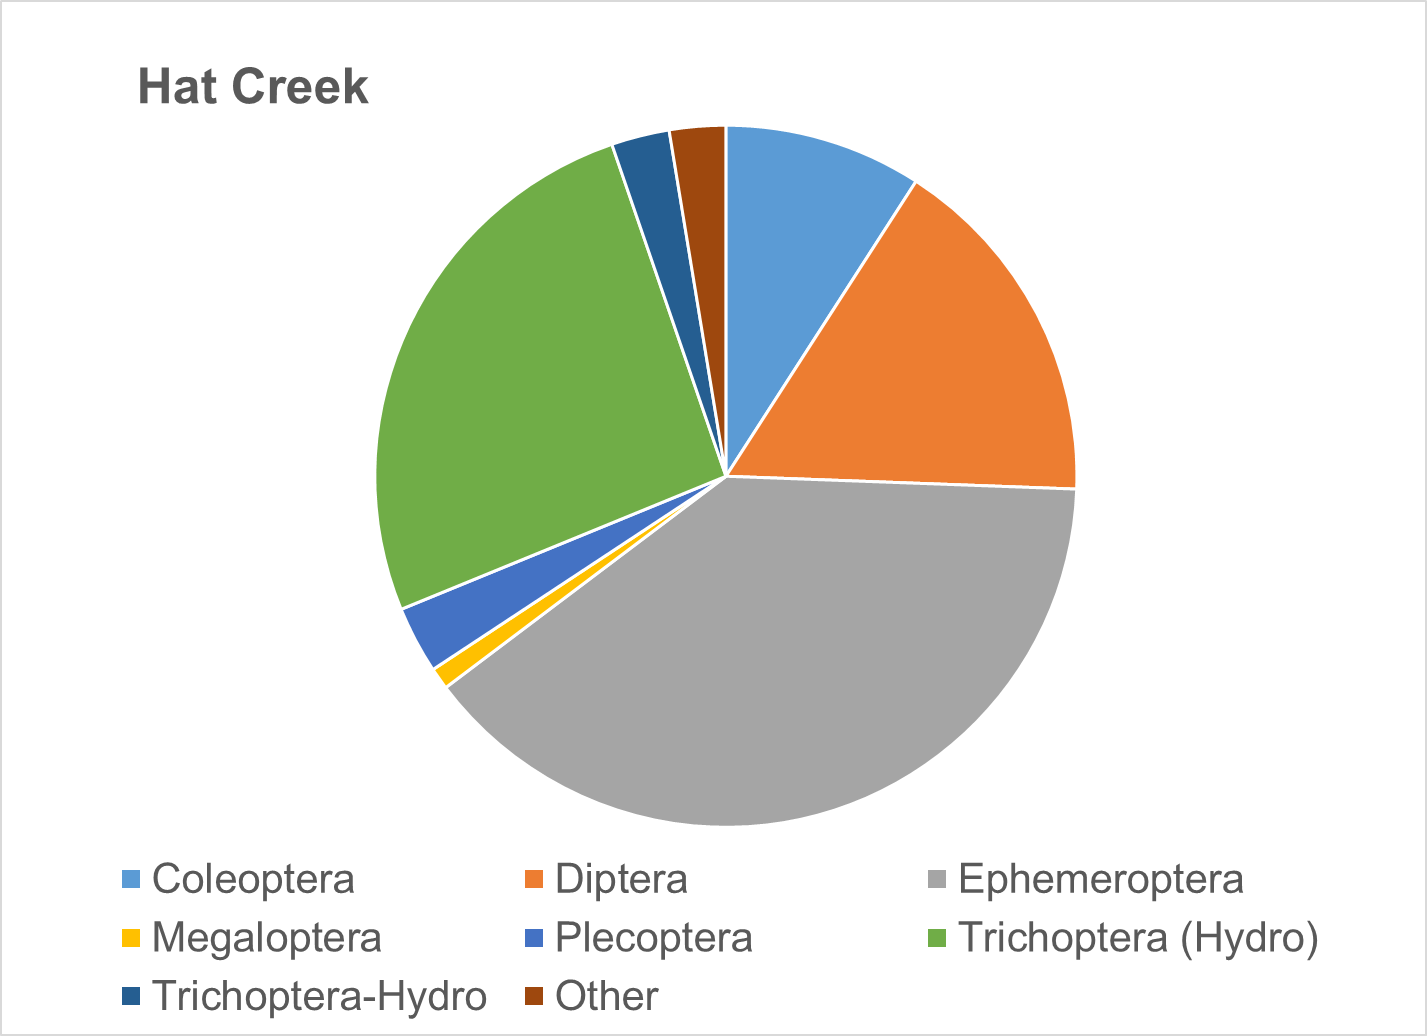 Hat Creek
Coleoptera Diptera Ephemeroptera
Megaloptera Plecoptera Trichoptera (Hydro)
Trichoptera-Hydro Other